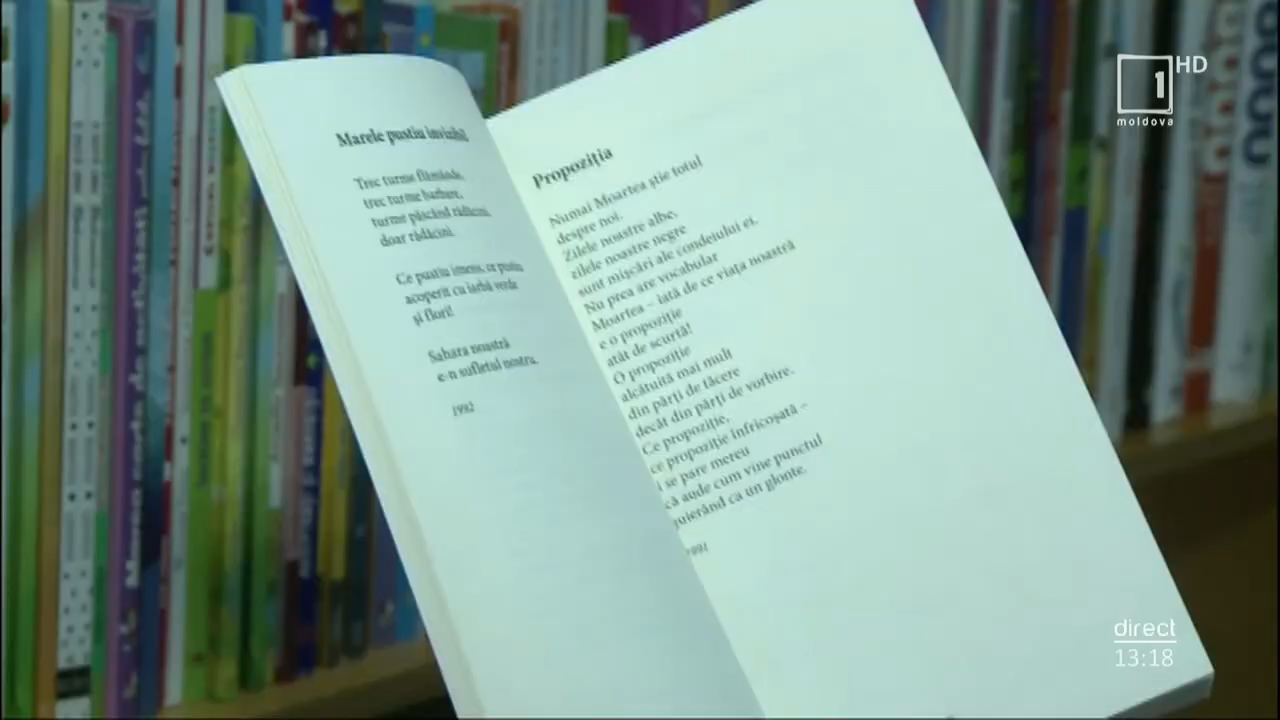 Marele pustiu invizibil
Trec turme flămânde,
trec turme barbare,
turme păscând rădăcini,
doar rădăcini.
Ce pustiu imens, ce pustiu
acoperit cu iarbă verde
și flori!
Sahara noastră
e-n sufletul nostru.
1992
Propoziția
Numai Moartea știe totul
despre noi.
Zilele noastre albe,
zilele noastre negre
sunt mișcări ale condeiului ei.
Nu prea are vocabular
Moartea – iată de ce viața noastră
e o propoziție
atât de scurtă!
O propoziție
alcătuită mai mult
din părți de tăcere
decât din părți de vorbire.
Ce propoziție,
ce propoziție înfricoșată –
i se pare mereu
că aude cum vine punctul
șuierând ca un glonte.
1991
1 HD
moldova
direct
13:18